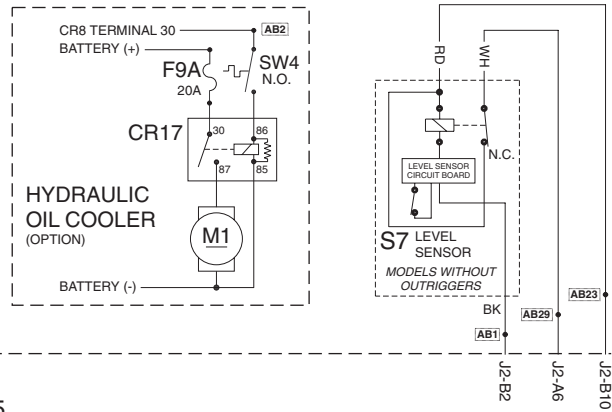 CR8 TERMINAL 30
AB2
BATTERY (+)
F9A
20A
SW4
N.O.
CR17
30
86
87
85
HYDRAULIC
OIL COOLER
(OPTION)
M1
BATTERY (-)
RD
WH
N.C.
LEVEL SENSOR
CIRCUIT BOARD
S7 LEVEL
SENSOR
MODELS WITHOUT
OUTRIGGERS
BK
AB1
AB29
AB23
J2-B2
J2-A6
J2-B10